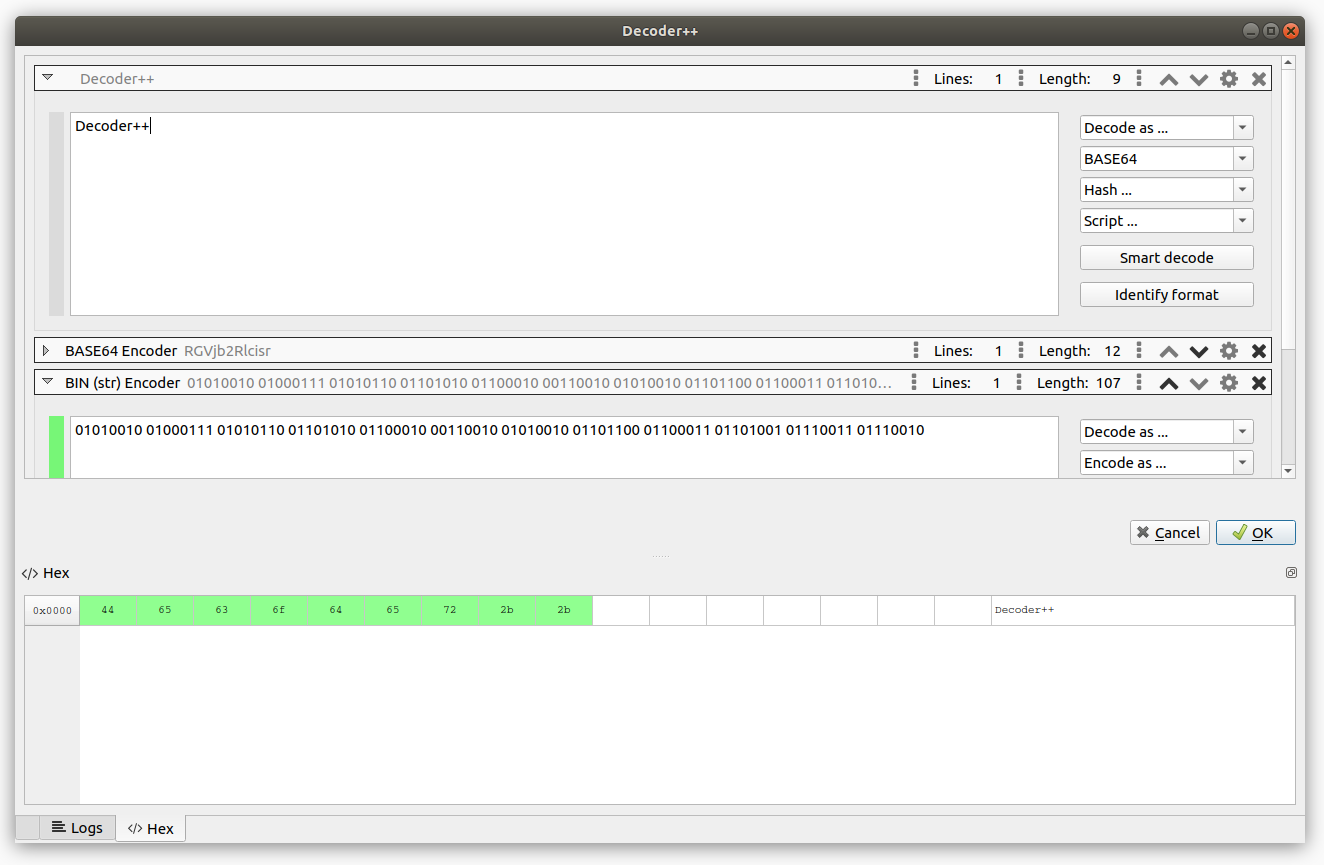 Decoder++
Decoder++ Lines: 1 Length: 9
Decoder++
Decode as ...
BASE64
Hash ...
Script ...
Smart decode
Identify format
BASE64 Encoder RGVjb2Rlcisr Lines: 1 Length: 12
BIN (str) Encoder 01010010 01000111 01010110 01101010 01100010 00110010 01010010 01101100 01100011 011010... Lines: 1 Length: 107
01010010 01000111 01010110 01101010 01100010 00110010 01010010 01101100 01100011 01101001 01110011 01110010
Decode as ...
Encode as ...
Cancel OK
</> Hex
0x0000 44 65 63 6f 64 65 72 2b 2b Decoder++
Logs </> Hex